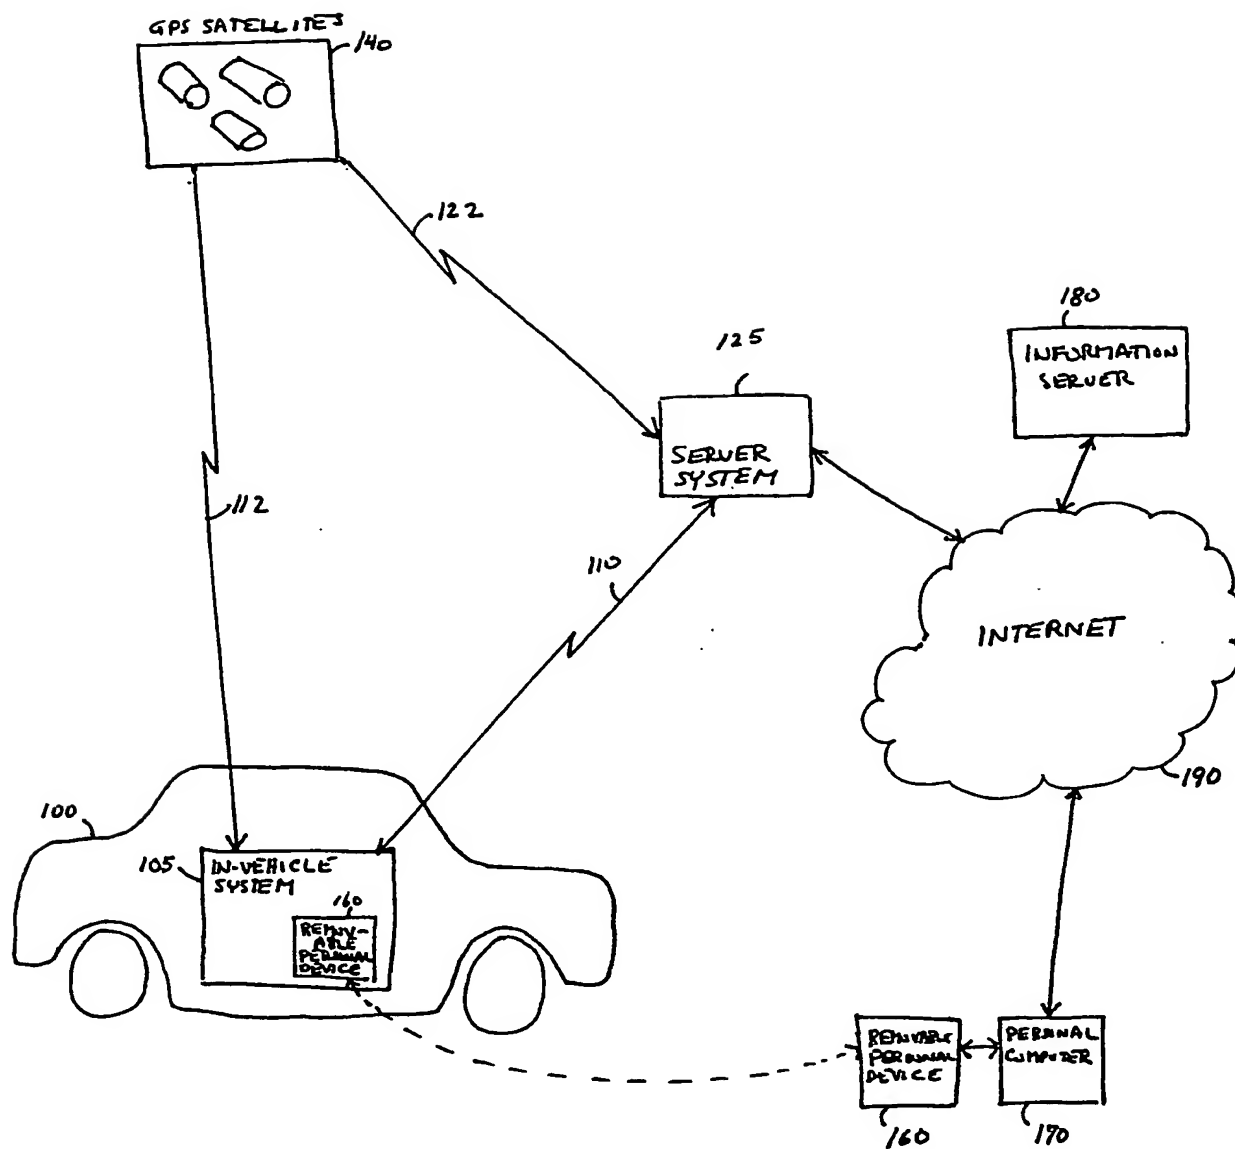 GPS SATELLITES
140
122
180
INFORMATION
SERVER
125
SERVER
SYSTEM
112
110
INTERNET
190
100
105
IN-VEHICLE
SYSTEM
160
REMOV-
ABLE
PERSONAL
DEVICE
REMOVABLE
PERSONAL
DEVICE
PERSONAL
COMPUTER
160
170